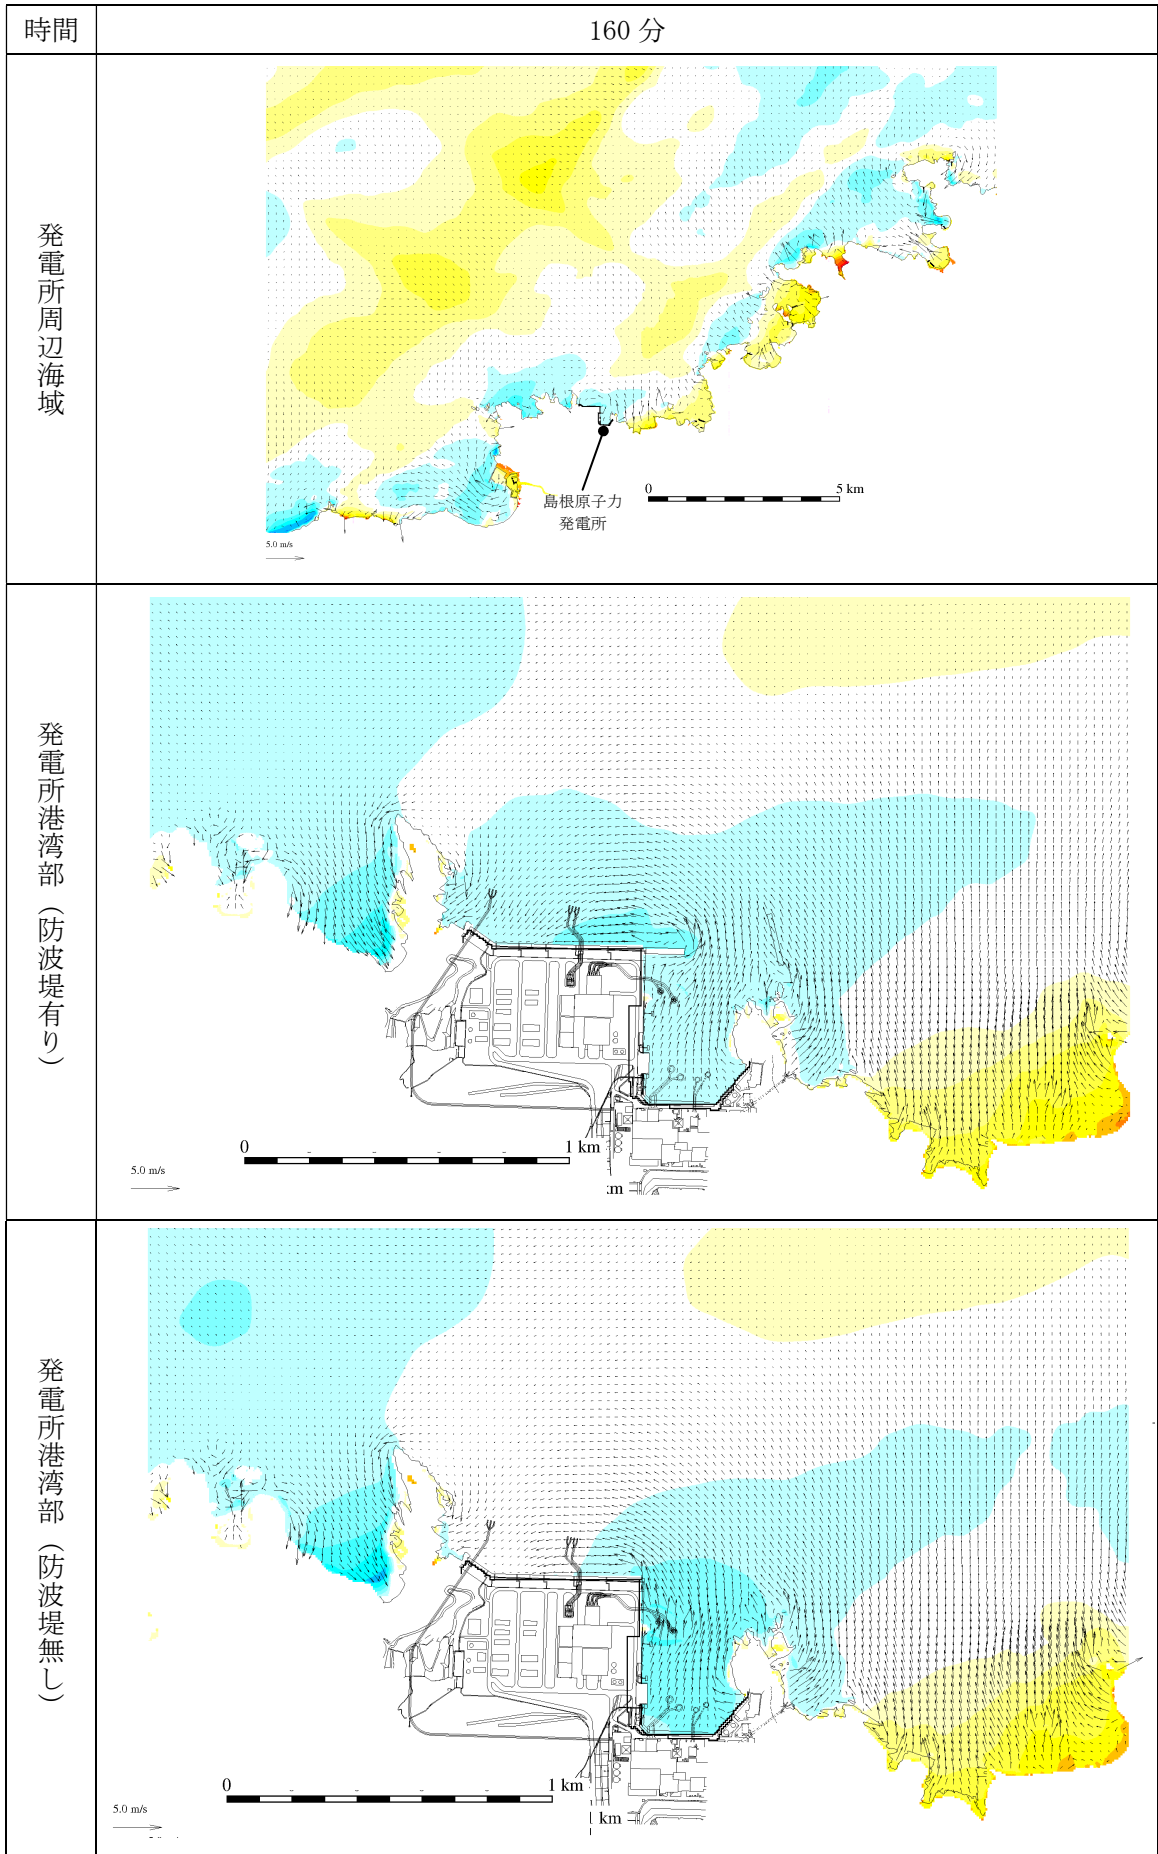 時間
160 分
発電所周辺海域
島根原子力
発電所
0
5 km
5.0 m/s
発電所港湾部（防波堤有り）
0
1 km
5.0 m/s
km
発電所港湾部（防波堤無し）
0
1 km
5.0 m/s
km